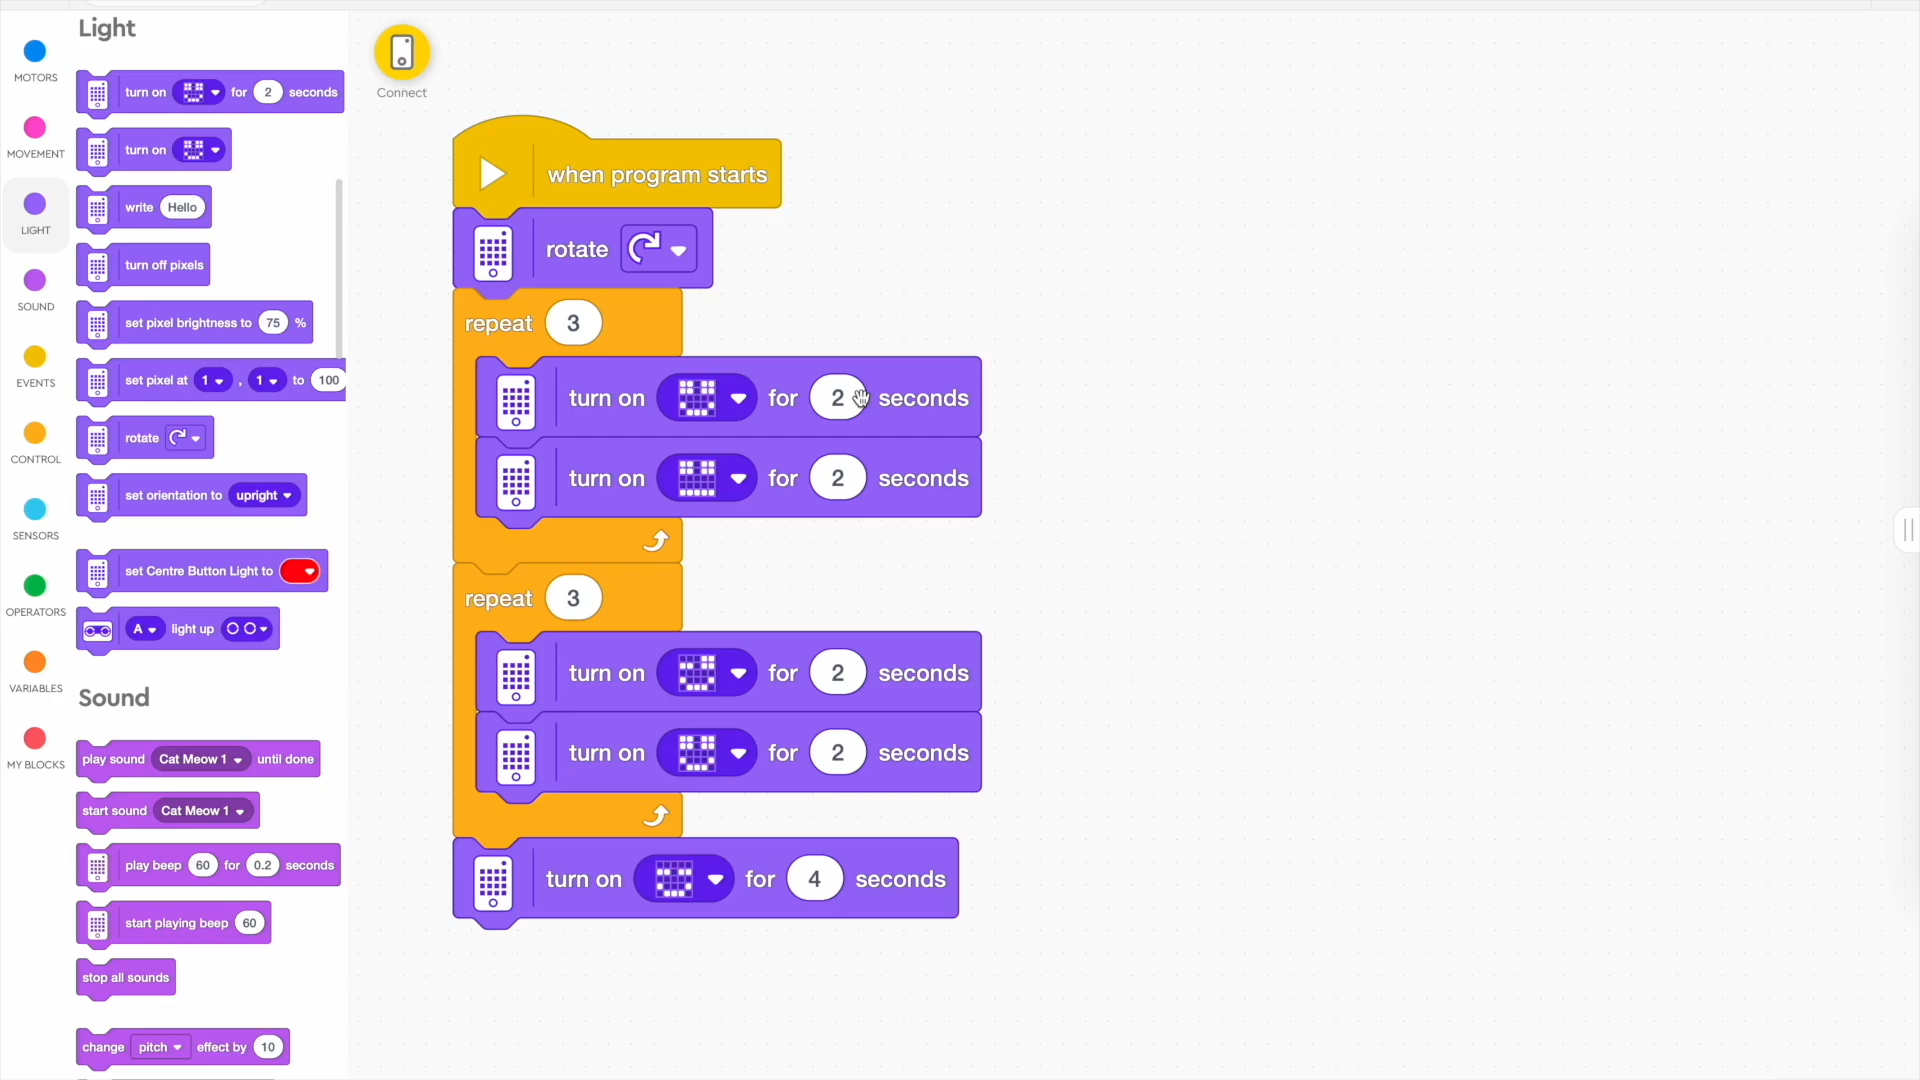 Light
MOTORS
MOVEMENT
LIGHT
SOUND
EVENTS
CONTROL
SENSORS
OPERATORS
VARIABLES
MY BLOCKS
turn on for 2 seconds
turn on
write Hello
turn off pixels
set pixel brightness to 75 %
set pixel at 1 , 1 to 100
rotate
set orientation to upright
set Centre Button Light to
A light up
Sound
play sound Cat Meow 1 until done
start sound Cat Meow 1
play beep 60 for 0.2 seconds
start playing beep 60
stop all sounds
change pitch effect by 10
Connect
when program starts
rotate
repeat 3
turn on for 2 seconds
turn on for 2 seconds
repeat 3
turn on for 2 seconds
turn on for 2 seconds
turn on for 4 seconds